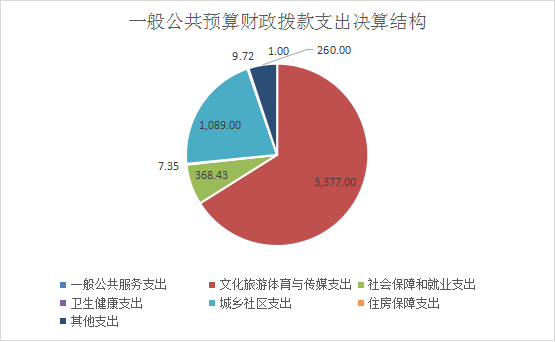 一般公共预算财政拨款支出决算结构
9.72 1.00 260.00
1,089.00
7.35 368.43
3,377.00
一般公共服务支出 文化旅游体育与传媒支出 社会保障和就业支出
卫生健康支出 城乡社区支出 住房保障支出
其他支出